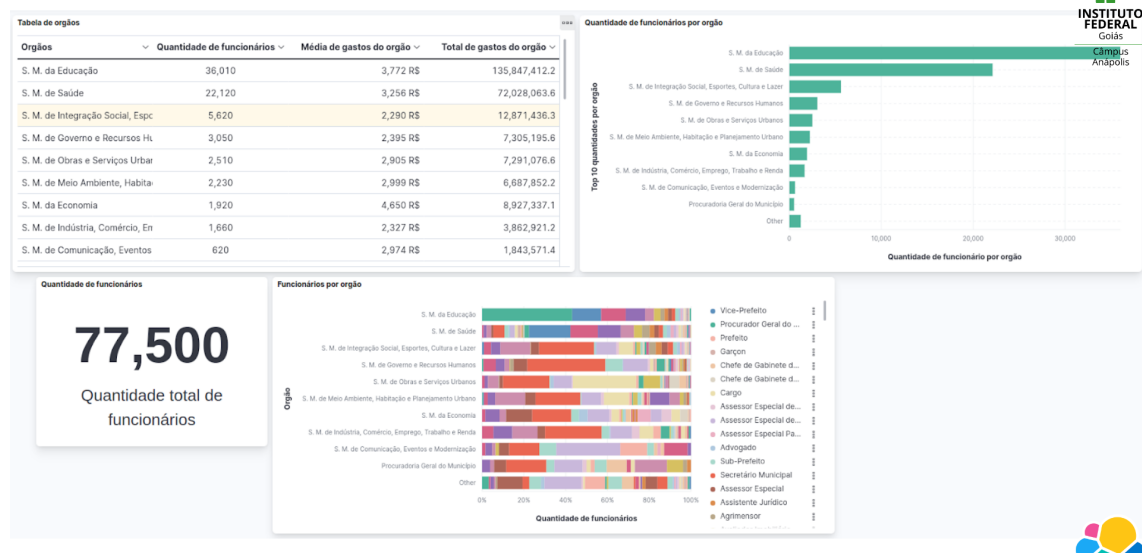 Tabela de orgãos
Orgãos Quantidade de funcionários Média de gastos do orgão Total de gastos do orgão
S. M. da Educação 36,010 3,772 R$ 135,847,412.2
S. M. de Saúde 22,120 3,256 R$ 72,028,063.6
S. M. de Integração Social, Espo 5,620 2,290 R$ 12,871,436.3
S. M. de Governo e Recursos Hu 3,050 2,395 R$ 7,305,195.6
S. M. de Obras e Serviços Urbar 2,510 2,905 R$ 7,291,076.6
S. M. de Meio Ambiente, Habita 2,230 2,999 R$ 6,687,852.2
S. M. da Economia 1,920 4,650 R$ 8,927,337.1
S. M. de Indústria, Comércio, En 1,660 2,327 R$ 3,862,921.2
S. M. de Comunicação, Eventos 620 2,974 R$ 1,843,571.4
Quantidade de funcionários por orgão
Top 10 quantidades por orgão
S. M. da Educação
S. M. de Saúde
S. M. de Integração Social, Esportes, Cultura e Lazer
S. M. de Governo e Recursos Humanos
S. M. de Obras e Serviços Urbanos
S. M. de Meio Ambiente, Habitação e Planejamento Urbano
S. M. da Economia
S. M. de Indústria, Comércio, Emprego, Trabalho e Renda
S. M. de Comunicação, Eventos e Modernização
Procuradoria Geral do Município
Other
0 10,000 20,000 30,000
Quantidade de funcionário por orgão
INSTITUTO
FEDERAL
Goiás
Câmpus
Anápolis
Quantidade de funcionários
77,500
Quantidade total de
funcionários
Funcionários por orgão
Orgão
S. M. da Educação
S. M. de Saúde
S. M. de Integração Social, Esportes, Cultura e Lazer
S. M. de Governo e Recursos Humanos
S. M. de Obras e Serviços Urbanos
S. M. de Meio Ambiente, Habitação e Planejamento Urbano
S. M. da Economia
S. M. de Indústria, Comércio, Emprego, Trabalho e Renda
S. M. de Comunicação, Eventos e Modernização
Procuradoria Geral do Município
Other
0% 20% 40% 60% 80% 100%
Quantidade de funcionários
Vice-Prefeito
Procurador Geral do ...
Prefeito
Garçon
Chefe de Gabinete d...
Chefe de Gabinete d...
Cargo
Assessor Especial de...
Assessor Especial de...
Assessor Especial Pa...
Advogado
Sub-Prefeito
Secretário Municipal
Assessor Especial
Assistente Jurídico
Agrimensor